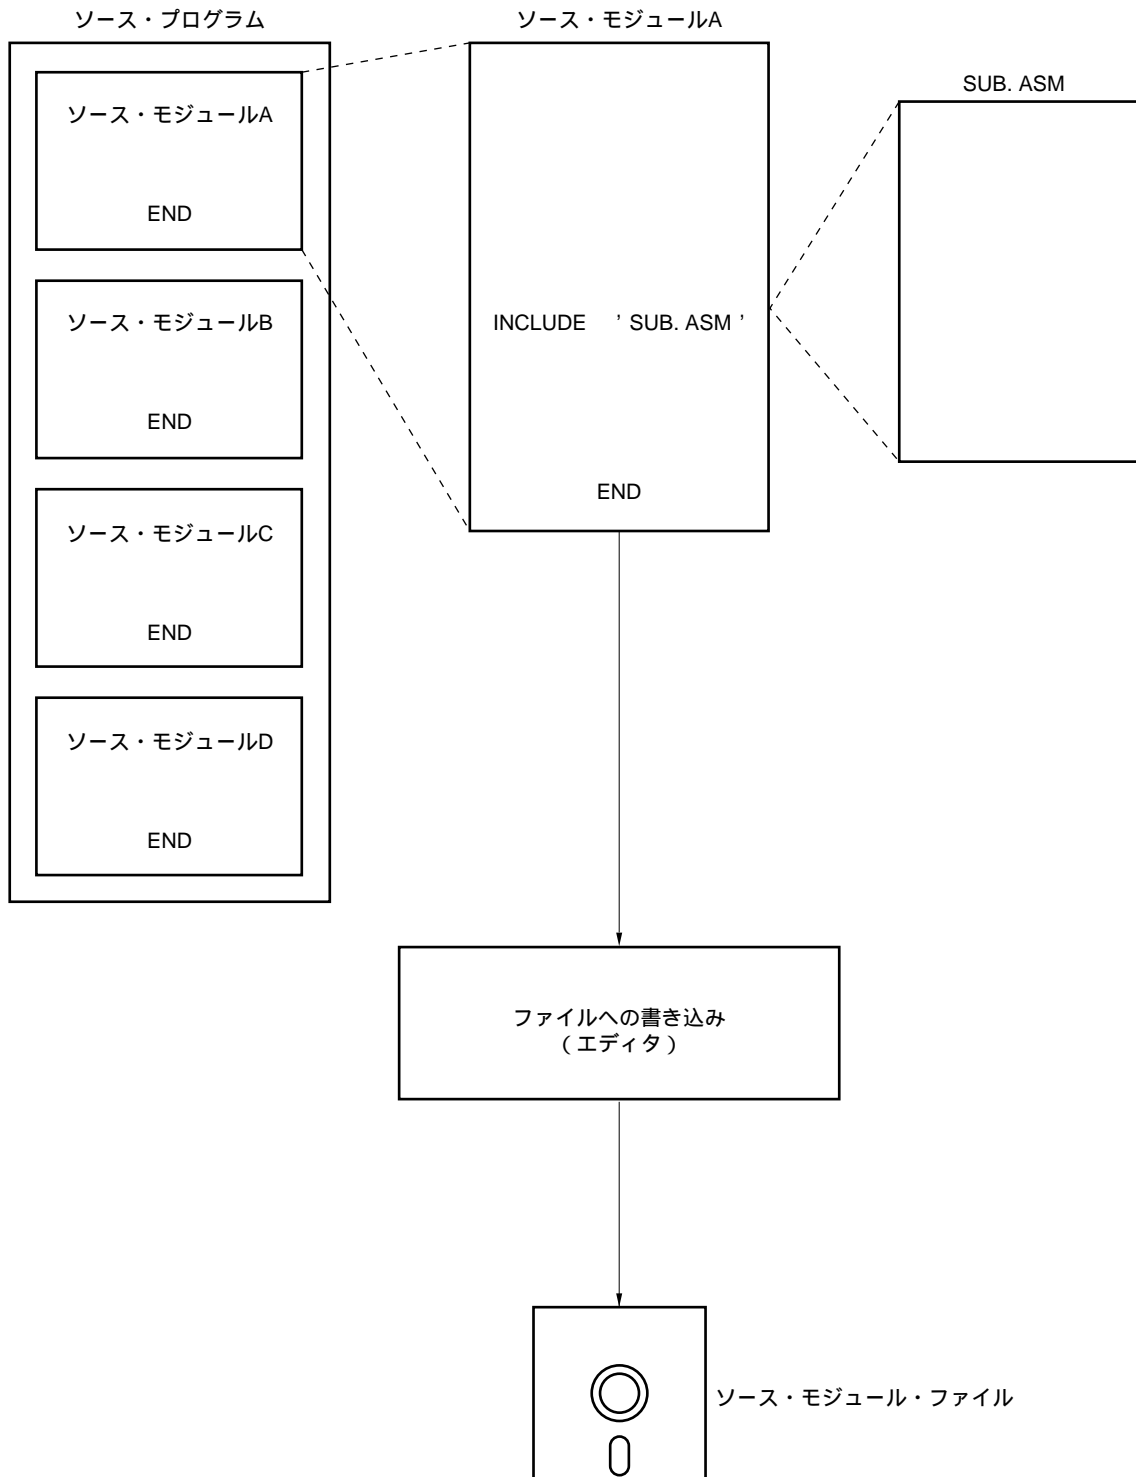 ソース・プログラム
ソース・モジュールA
END
ソース・モジュールB
END
ソース・モジュールC
END
ソース・モジュールD
END
ソース・モジュールA
INCLUDE ’SUB. ASM’
END
SUB. ASM
ファイルへの書き込み
（エディタ）
ソース・モジュール・ファイル